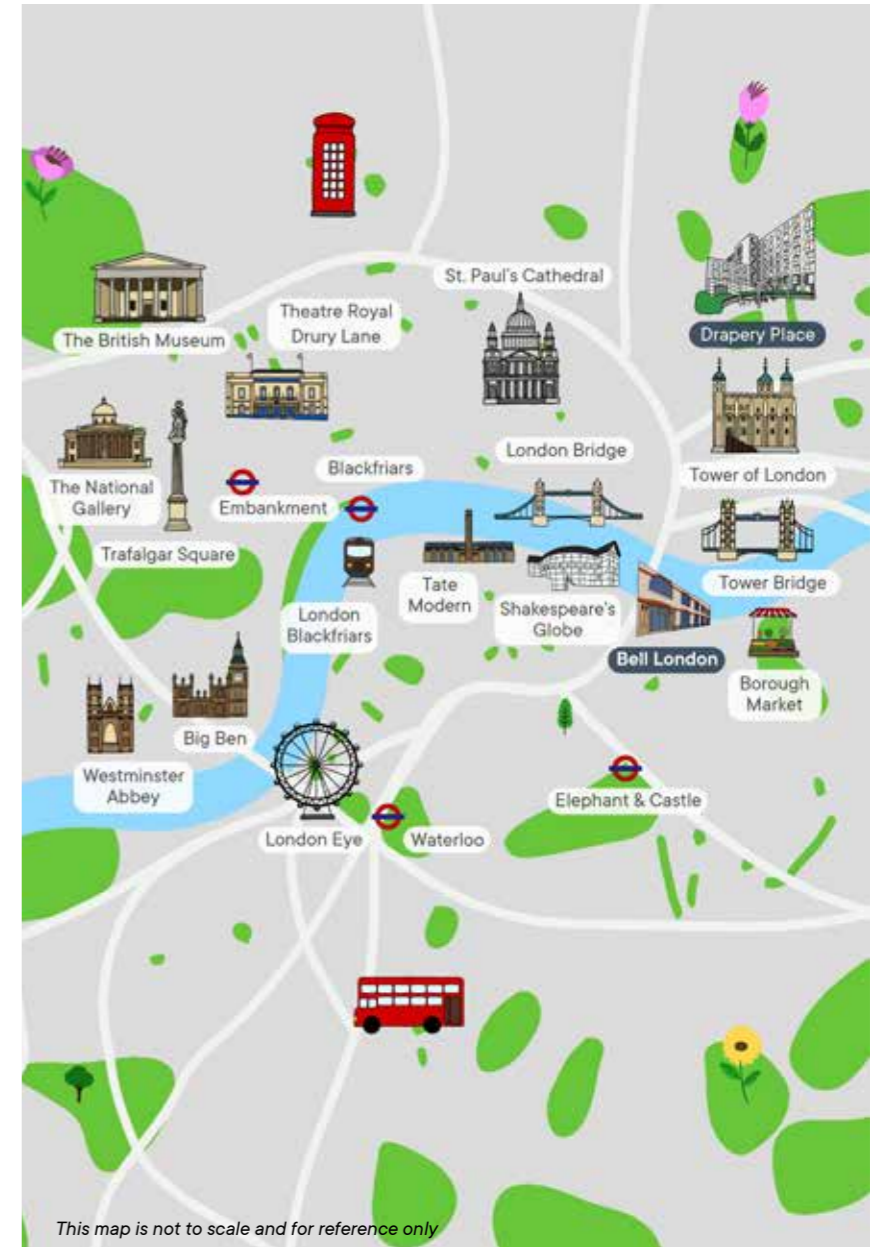 St. Paul's Cathedral
Theatre Royal
Drury Lane
The British Museum
Drapery Place
London Bridge
Blackfriars
Tower of London
The National
Gallery
Embankment
Trafalgar Square
Tate
Modern
Tower Bridge
London
Blackfriars
Shakespeare's
Globe
Bell London
Borough
Market
Big Ben
Westminster
Abbey
Elephant & Castle
London Eye
Waterloo
This map is not to scale and for reference only